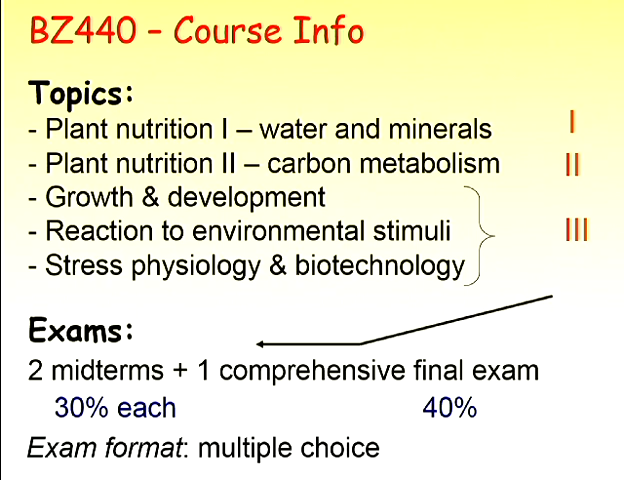 BZ440 – Course Info
Topics:
- Plant nutrition I – water and minerals I
- Plant nutrition II – carbon metabolism II
- Growth & development
- Reaction to environmental stimuli III
- Stress physiology & biotechnology
Exams:
2 midterms + 1 comprehensive final exam
30% each 40%
Exam format: multiple choice